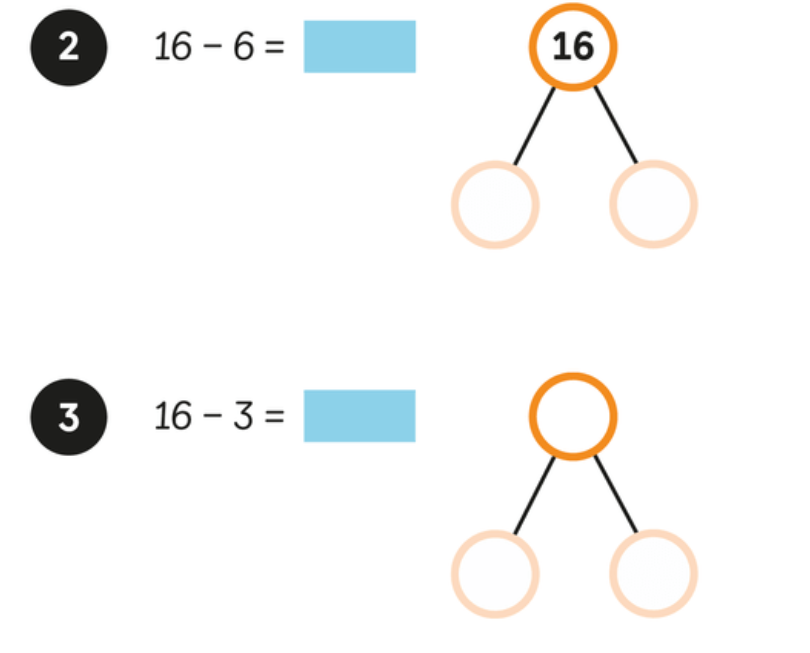 2 16 − 6 =
16
3 16 − 3 =